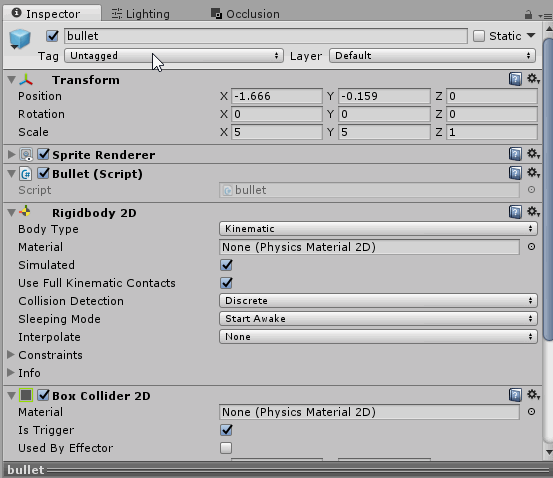 Inspector Lighting Occlusion
bullet Static
Tag Untagged Layer Default
Transform
Position X -1.666 Y -0.159 Z 0
Rotation X 0 Y 0 Z 0
Scale X 5 Y 5 Z 1
Sprite Renderer
Bullet (Script)
Script bullet
Rigidbody 2D
Body Type Kinematic
Material None (Physics Material 2D)
Simulated
Use Full Kinematic Contacts
Collision Detection Discrete
Sleeping Mode Start Awake
Interpolate None
Constraints
Info
Box Collider 2D
Material None (Physics Material 2D)
Is Trigger
Used By Effector
bullet